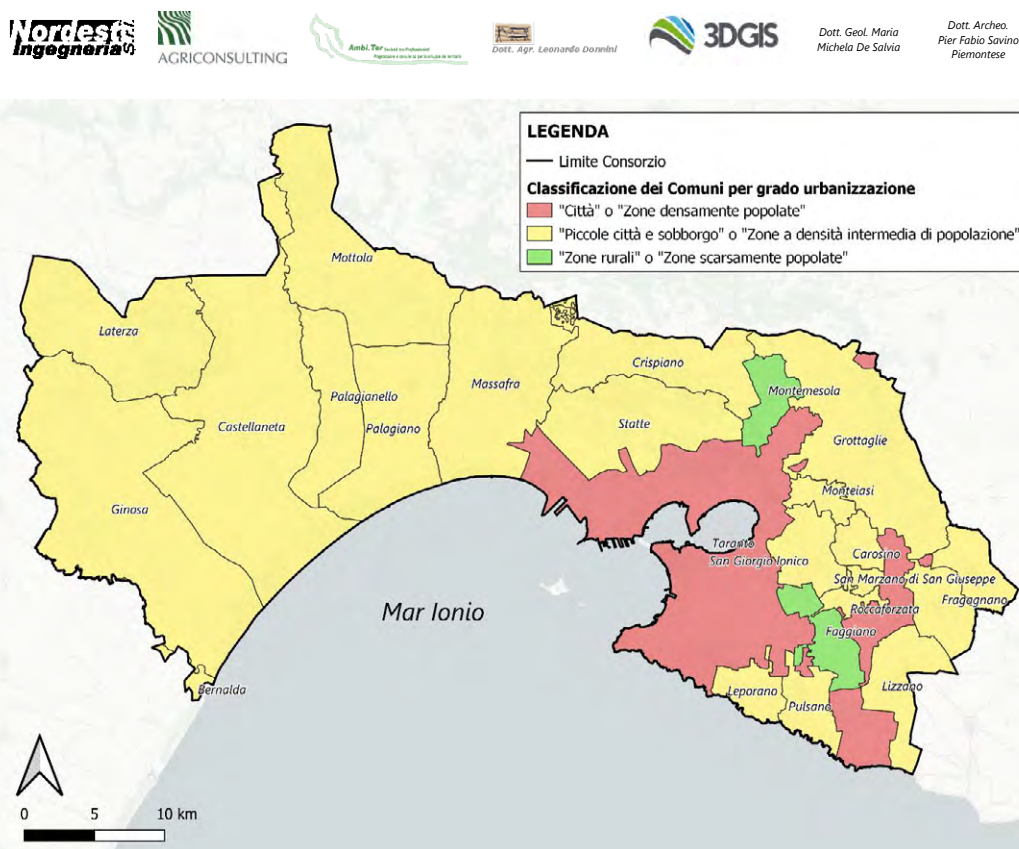 Nordest
Ingegneria
AGRICONSULTING
Ambi.Ter
Dott. Agr. Leonardo Donnini
3DGIS
Dott. Geol. Maria
Michela De Salvia
Dott. Archeo.
Pier Fabio Savino
Piemontese
LEGENDA
Limite Consorzio
Classificazione dei Comuni per grado urbanizzazione
"Città" o "Zone densamente popolate"
"Piccole città e sobborgo" o "Zone a densità intermedia di popolazione"
"Zone rurali" o "Zone scarsamente popolate"
Mottola
Laterza
Crispiano
Massafra
Montemesola
Palagianello
Castellaneta
Palagiano
Statte
Grottaglie
Ginosa
Monteiasi
Taranto
Carosino
San Giorgio Ionico
San Marzano di San Giuseppe
Fragagnano
Roccaforzata
Mar Ionio
Faggiano
Bernalda
Leporano
Lizzano
Pulsano
0 5 10 km